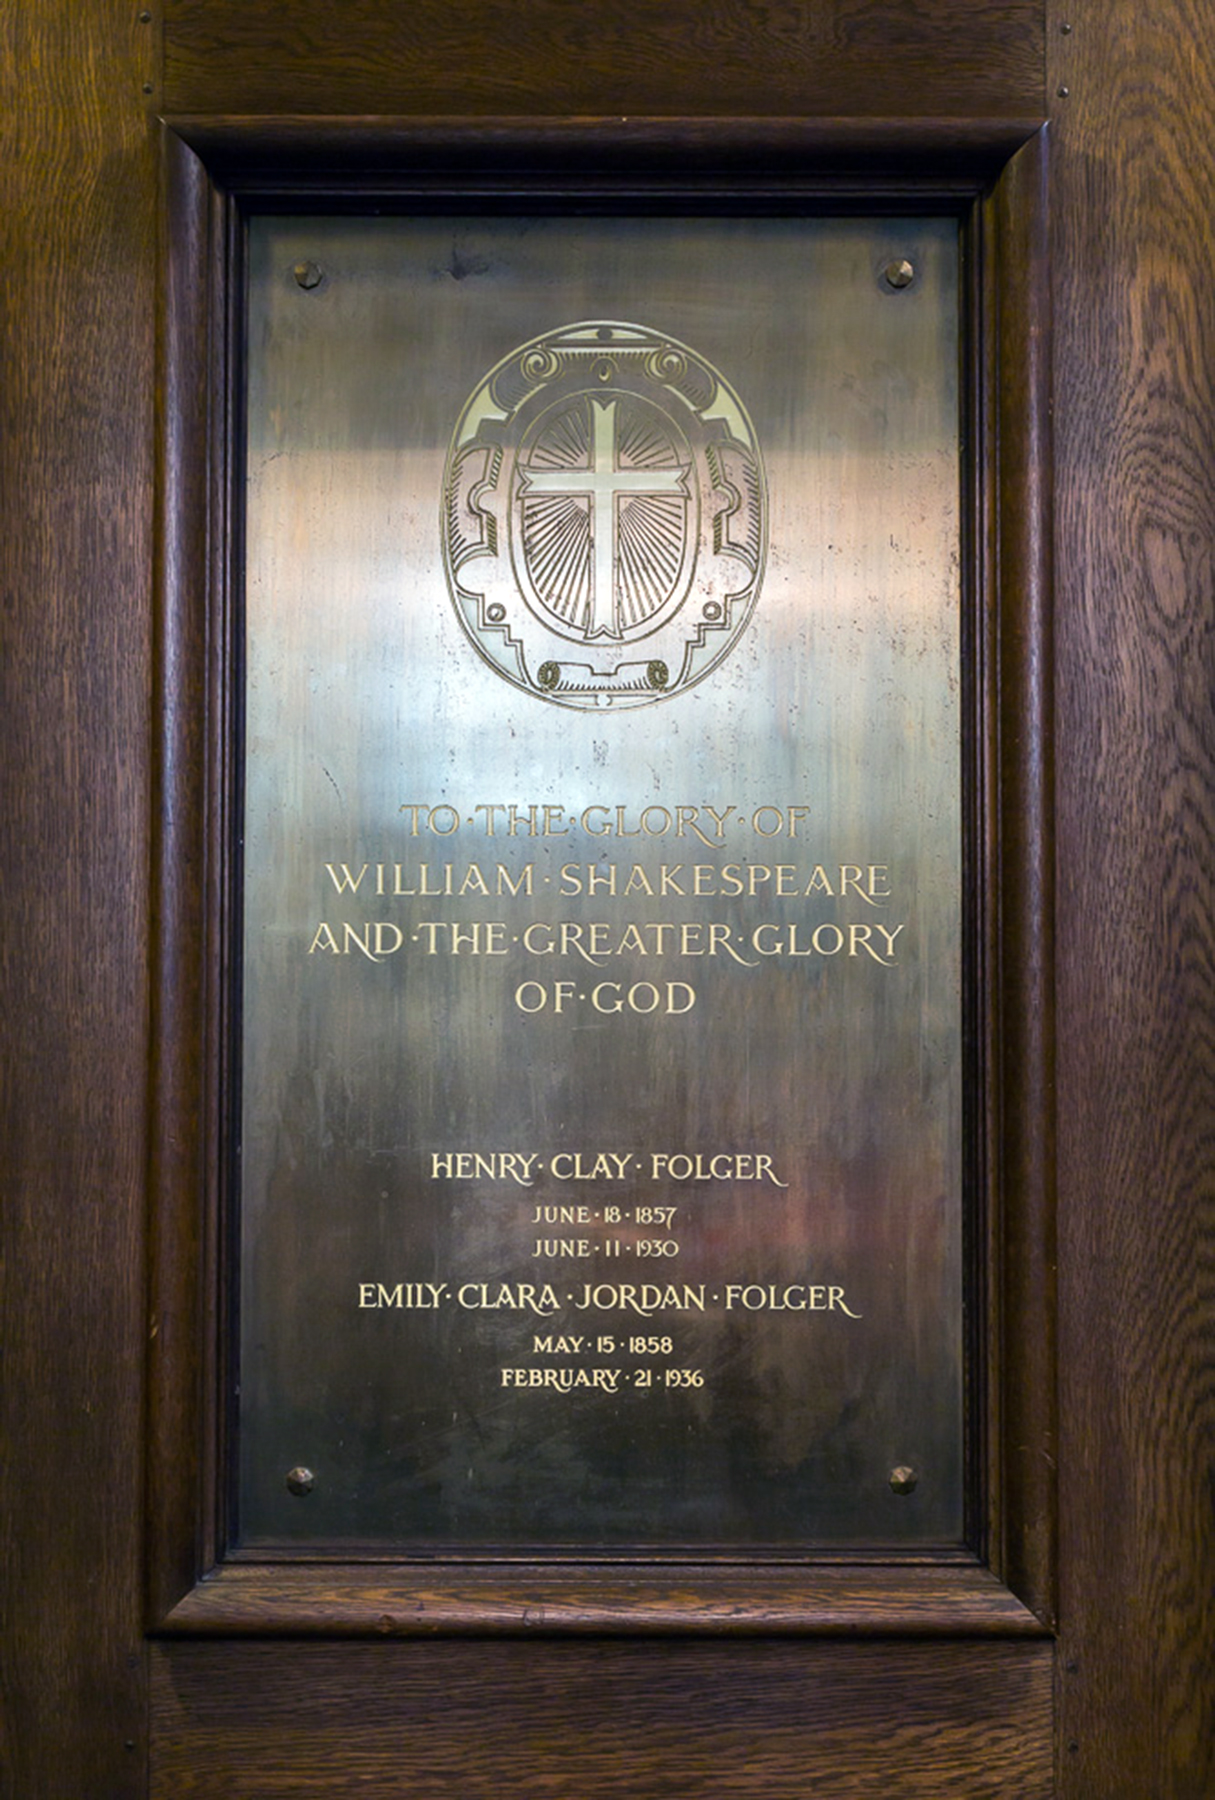 TO·THE·GLORY·OF
WILLIAM·SHAKESPEARE
AND·THE·GREATER·GLORY
OF·GOD
HENRY·CLAY·FOLGER
JUNE·18·1857
JUNE·11·1930
EMILY·CLARA·JORDAN·FOLGER
MAY·15·1858
FEBRUARY·21·1936